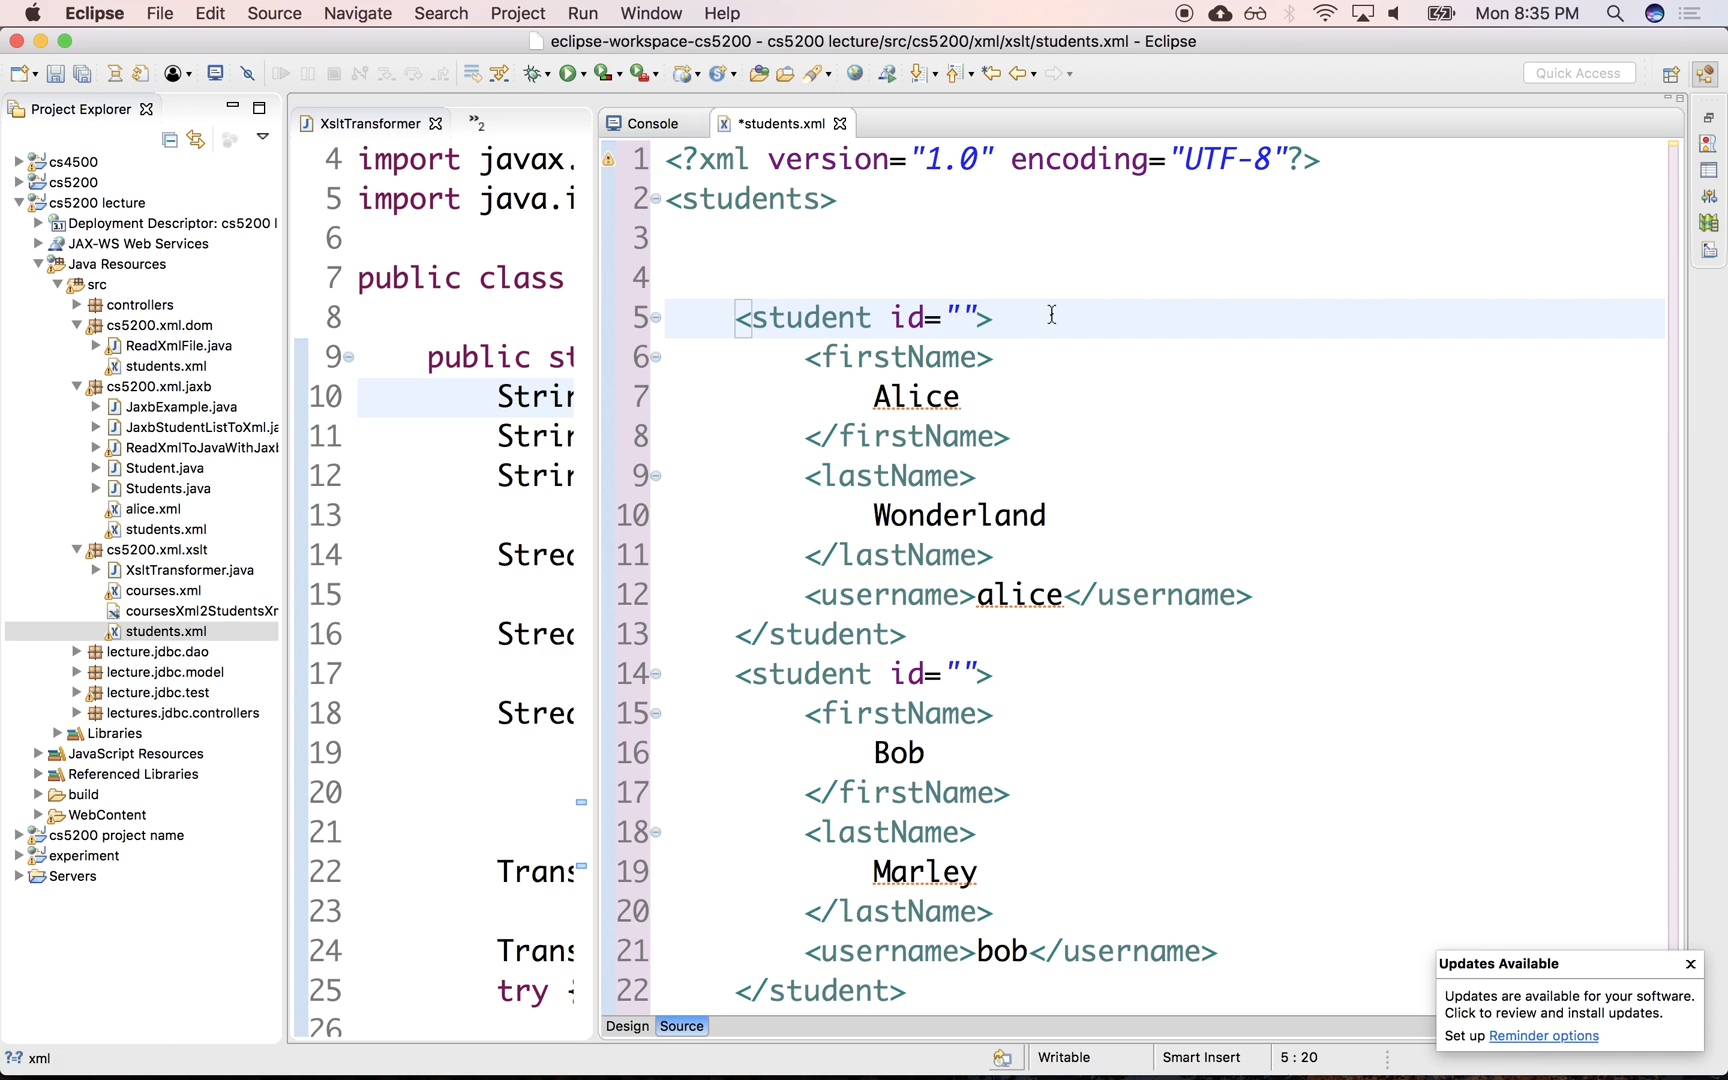 Eclipse File Edit Source Navigate Search Project Run Window Help Mon 8:35 PM
eclipse-workspace-cs5200 - cs5200 lecture/src/cs5200/xml/xslt/students.xml - Eclipse
Quick Access
Project Explorer
cs4500
cs5200
cs5200 lecture
Deployment Descriptor: cs5200 l
JAX-WS Web Services
Java Resources
src
controllers
cs5200.xml.dom
ReadXmlFile.java
students.xml
cs5200.xml.jaxb
JaxbExample.java
JaxbStudentListToXml.ja
ReadXmlToJavaWithJaxb
Student.java
Students.java
alice.xml
students.xml
cs5200.xml.xslt
XsltTransformer.java
courses.xml
coursesXml2StudentsXr
students.xml
lecture.jdbc.dao
lecture.jdbc.model
lecture.jdbc.test
lectures.jdbc.controllers
Libraries
JavaScript Resources
Referenced Libraries
build
WebContent
cs5200 project name
experiment
Servers
XsltTransformer
»2
4 import javax.
5 import java.i
6
7 public class
8
9 public st
10 Strir
11 Strir
12 Strir
13
14 Strea
15
16 Strea
17
18 Strea
19
20
21
22 Trans
23
24 Trans
25 try {
26
Console *students.xml
1 <?xml version="1.0" encoding="UTF-8"?>
2 <students>
3
4
5 <student id="">
6 <firstName>
7 Alice
8 </firstName>
9 <lastName>
10 Wonderland
11 </lastName>
12 <username>alice</username>
13 </student>
14 <student id="">
15 <firstName>
16 Bob
17 </firstName>
18 <lastName>
19 Marley
20 </lastName>
21 <username>bob</username>
22 </student>
Design Source
Updates Available
Updates are available for your software.
Click to review and install updates.
Set up Reminder options
xml
Writable Smart Insert 5 : 20